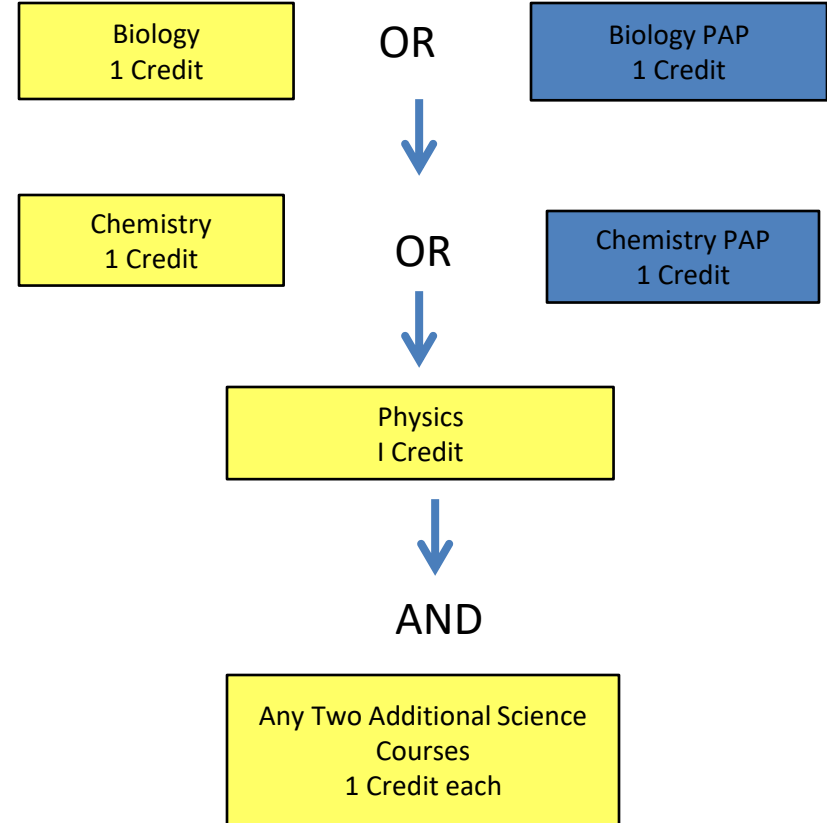 Biology
1 Credit
OR
Biology PAP
1 Credit
Chemistry
1 Credit
OR
Chemistry PAP
1 Credit
Physics
I Credit
AND
Any Two Additional Science
Courses
1 Credit each